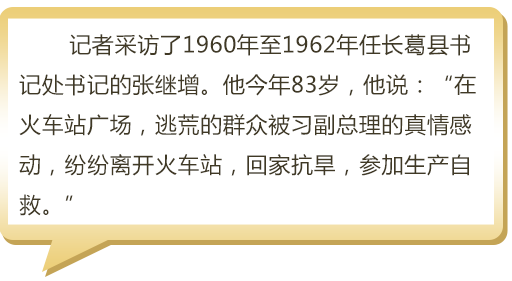 记者采访了1960年至1962年任长葛县书
记处书记的张继增。他今年83岁，他说：“在
火车站广场，逃荒的群众被习副总理的真情感
动，纷纷离开火车站，回家抗旱，参加生产自
救。”